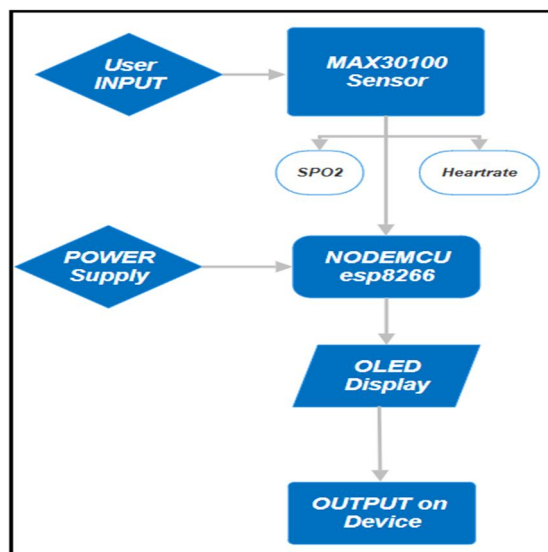 User
INPUT
MAX30100
Sensor
SPO2
Heartrate
POWER
Supply
NODEMCU
esp8266
OLED
Display
OUTPUT on
Device